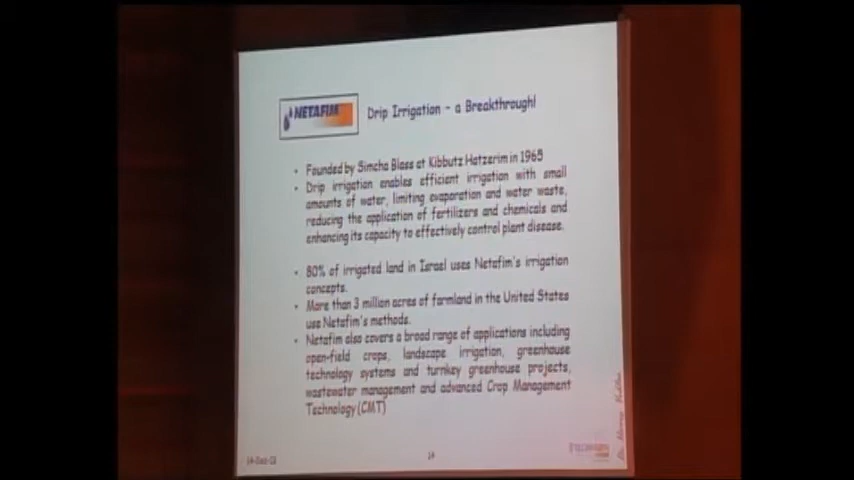 NETAFIM
Drip Irrigation - a Breakthrough!
• Founded by Simcha Blass at Kibbutz Hatzerim in 1965
• Drip irrigation enables efficient irrigation with small
amounts of water, limiting evaporation and water waste,
reducing the application of fertilizers and chemicals and
enhancing its capacity to effectively control plant disease.
• 80% of irrigated land in Israel uses Netafim's irrigation
concepts.
• More than 3 million acres of farmland in the United States
use Netafim's methods.
• Netafim also covers a broad range of applications including
open-field crops, landscape irrigation, greenhouse
technology systems and turnkey greenhouse projects,
wastewater management and advanced Crop Management
Technology (CMT)
14